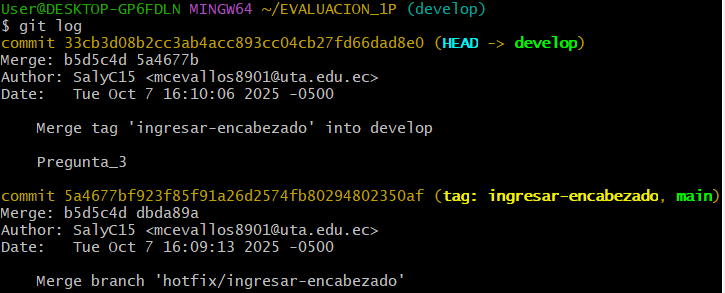 User@DESKTOP-GP6FDLN MINGW64 ~/EVALUACION_1P (develop)
$ git log
commit 33cb3d08b2cc3ab4acc893cc04cb27fd66dad8e0 (HEAD -> develop)
Merge: b5d5c4d 5a4677b
Author: SalyC15 <mcevallos8901@uta.edu.ec>
Date:   Tue Oct 7 16:10:06 2025 -0500
    Merge tag 'ingresar-encabezado' into develop
    Pregunta_3
commit 5a4677bf923f85f91a26d2574fb80294802350af (tag: ingresar-encabezado, main)
Merge: b5d5c4d dbda89a
Author: SalyC15 <mcevallos8901@uta.edu.ec>
Date:   Tue Oct 7 16:09:13 2025 -0500
    Merge branch 'hotfix/ingresar-encabezado'